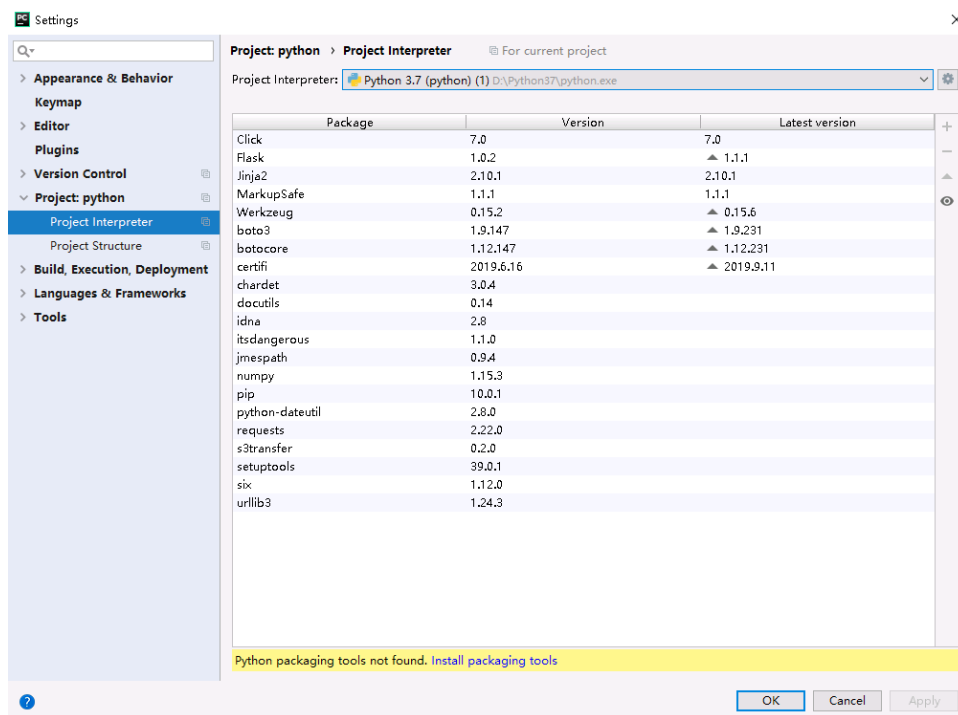 PC Settings
Project: python › Project Interpreter For current project
Project Interpreter: Python 3.7 (python) (1) D:\Python37\python.exe
Appearance & Behavior
Keymap
Editor
Plugins
Version Control
Project: python
Project Interpreter
Project Structure
Build, Execution, Deployment
Languages & Frameworks
Tools
Package Version Latest version
Click 7.0 7.0
Flask 1.0.2 1.1.1
Jinja2 2.10.1 2.10.1
MarkupSafe 1.1.1 1.1.1
Werkzeug 0.15.2 0.15.6
boto3 1.9.147 1.9.231
botocore 1.12.147 1.12.231
certifi 2019.6.16 2019.9.11
chardet 3.0.4
docutils 0.14
idna 2.8
itsdangerous 1.1.0
jmespath 0.9.4
numpy 1.15.3
pip 10.0.1
python-dateutil 2.8.0
requests 2.22.0
s3transfer 0.2.0
setuptools 39.0.1
six 1.12.0
urllib3 1.24.3
Python packaging tools not found. Install packaging tools
? OK Cancel Apply